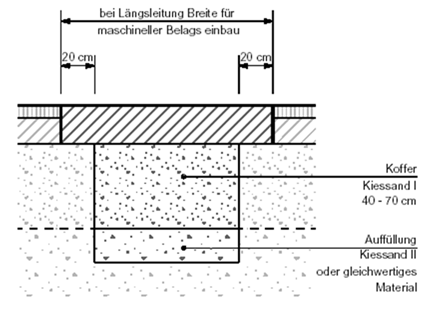 bei Längsleitung Breite für
maschineller Belags einbau
20 cm
20 cm
Koffer
Kiessand I
40 - 70 cm
Auffüllung
Kiessand II
oder gleichwertiges
Material